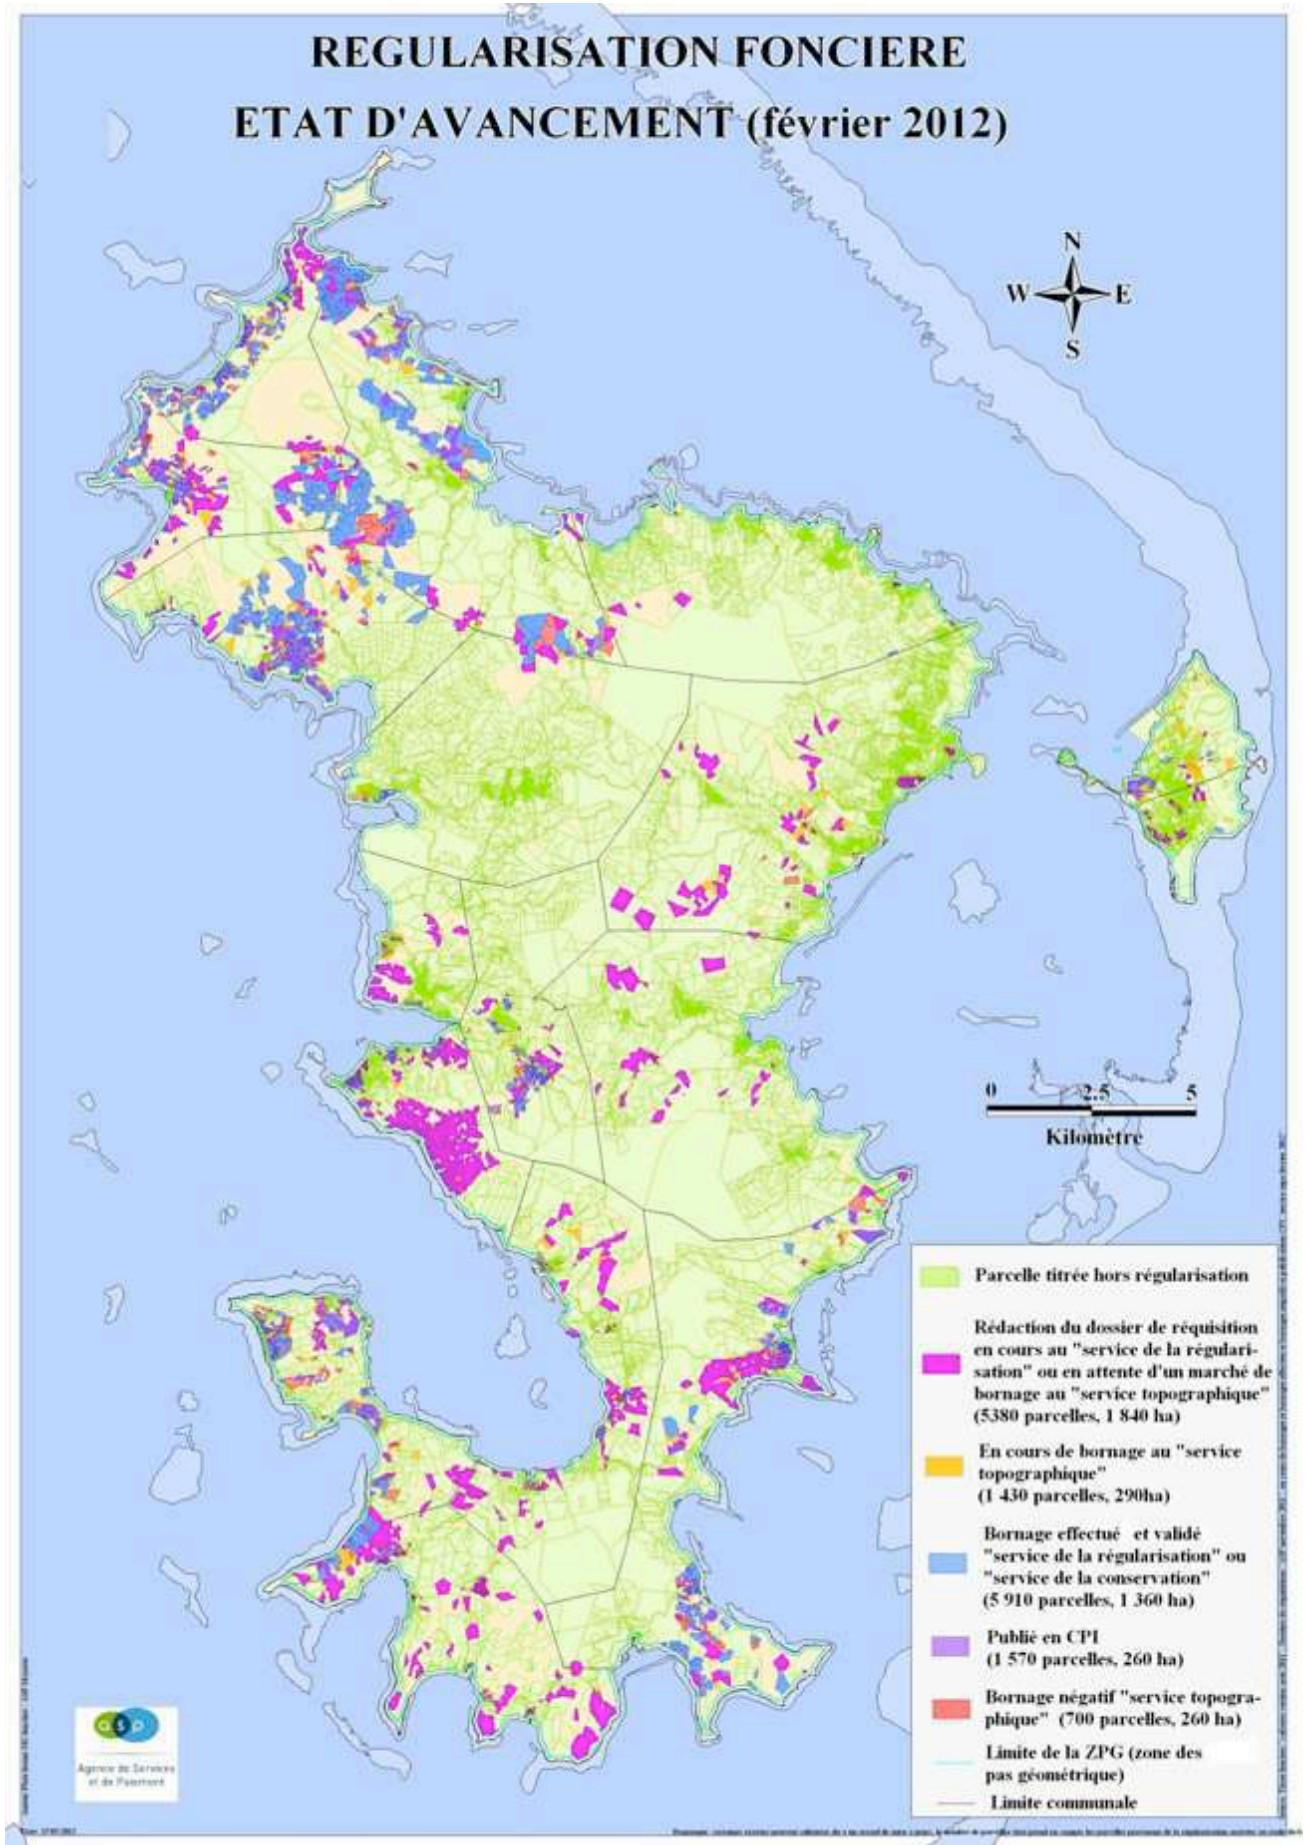 REGULARISATION FONCIERE
ETAT D'AVANCEMENT (février 2012)
N
W E
S
0 2.5 5
Kilomètre
Parcelle titrée hors régularisation
Rédaction du dossier de réquisition
en cours au "service de la régulari-
sation" ou en attente d'un marché de
bornage au "service topographique"
(5380 parcelles, 1 840 ha)
En cours de bornage au "service
topographique"
(1 430 parcelles, 290ha)
Bornage effectué et validé
"service de la régularisation" ou
"service de la conservation"
(5 910 parcelles, 1 360 ha)
Publié en CPI
(1 570 parcelles, 260 ha)
Bornage négatif "service topogra-
phique" (700 parcelles, 260 ha)
Limite de la ZPG (zone des
pas géométrique)
Limite communale
asp
Agence de Services
et de Paiement